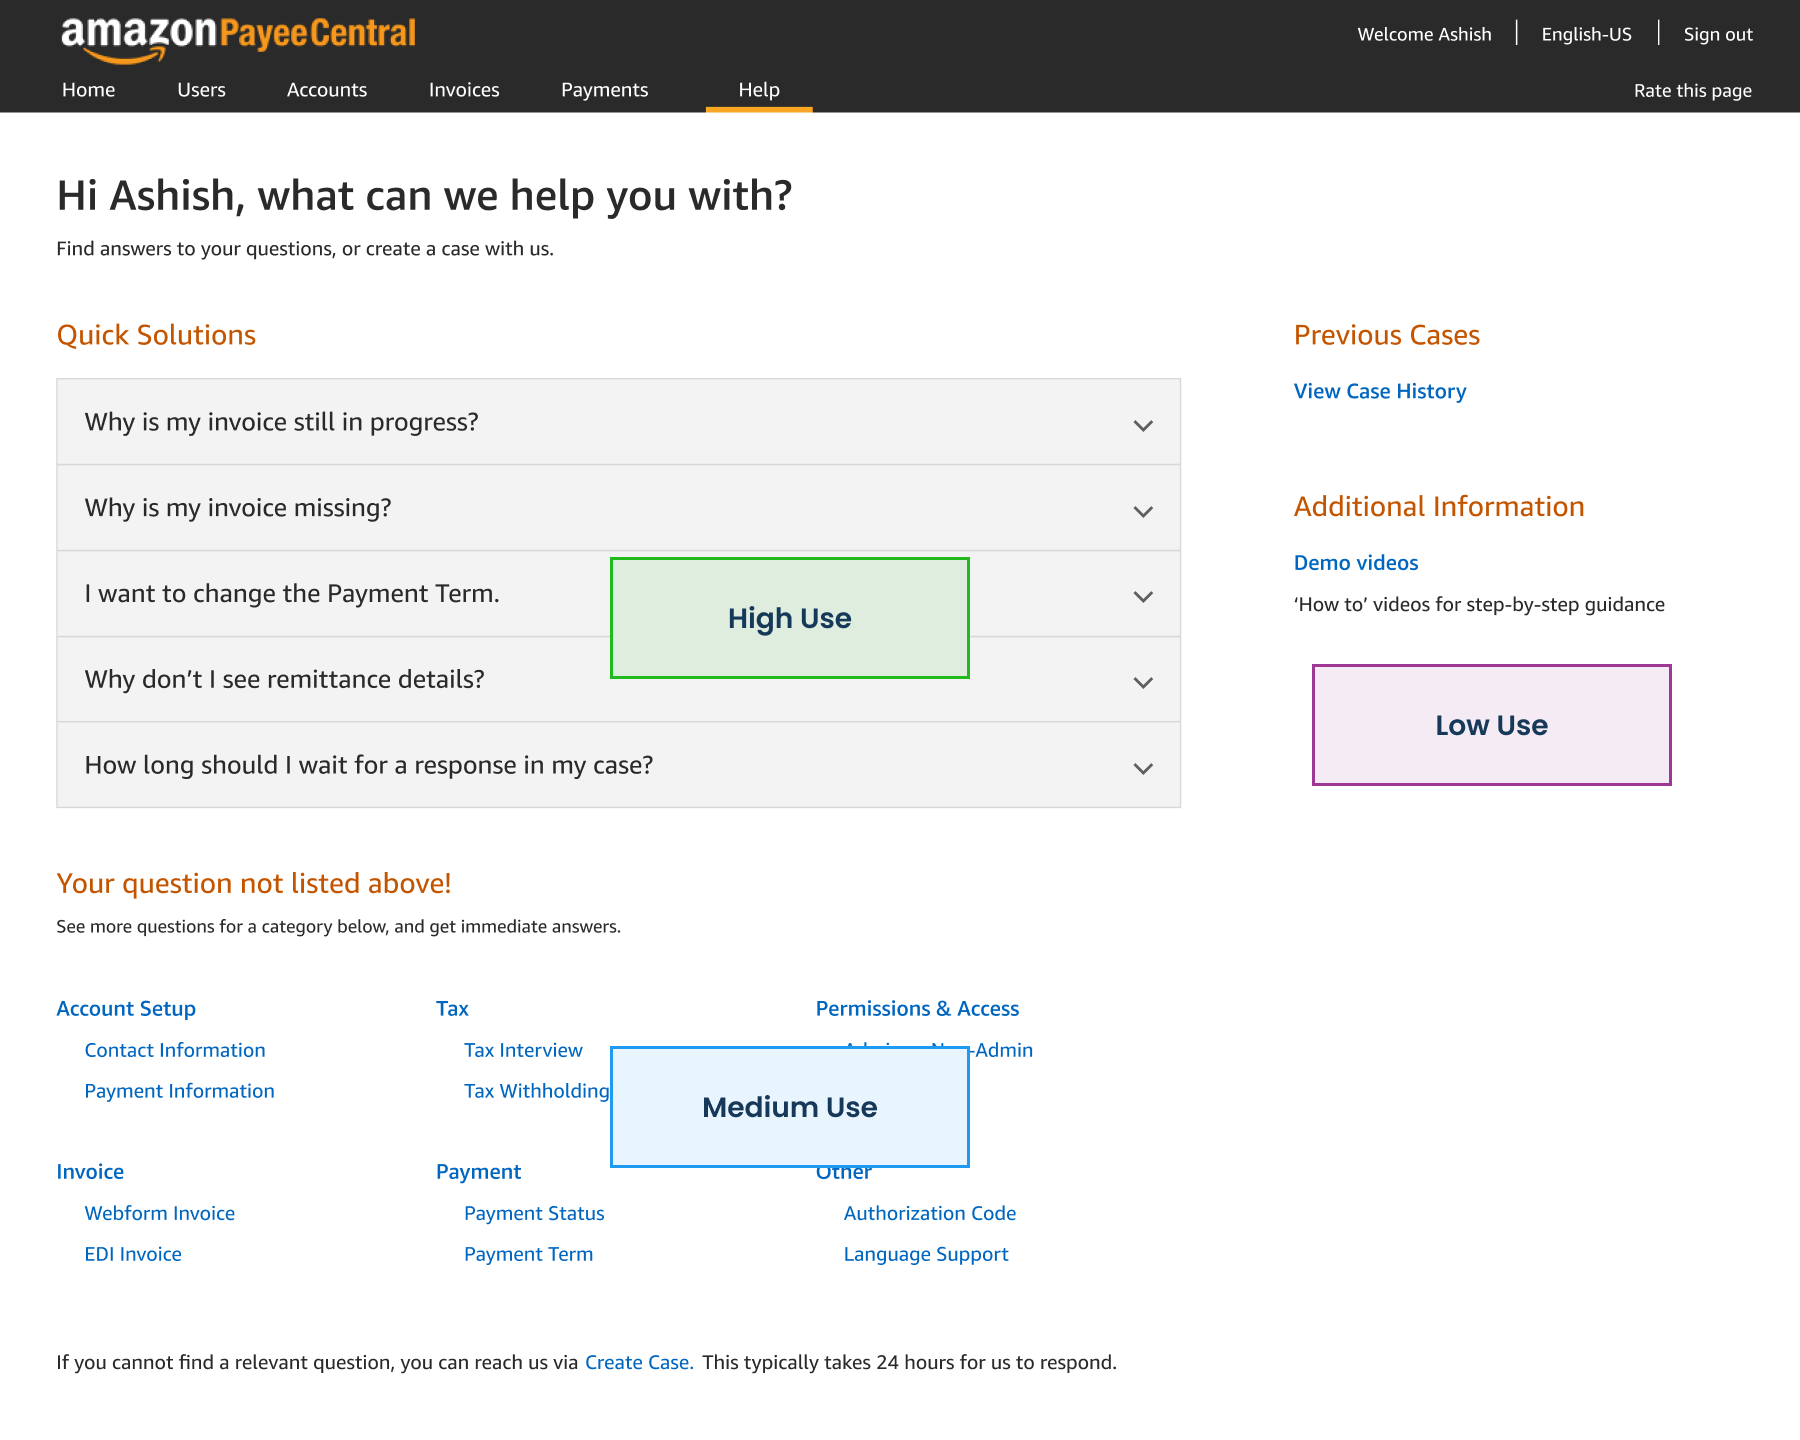 amazonPayeeCentral
Welcome Ashish | English-US | Sign out
Home Users Accounts Invoices Payments Help Rate this page
Hi Ashish, what can we help you with?
Find answers to your questions, or create a case with us.
Quick Solutions
Why is my invoice still in progress?
Why is my invoice missing?
I want to change the Payment Term.
High Use
Why don’t I see remittance details?
How long should I wait for a response in my case?
Previous Cases
View Case History
Additional Information
Demo videos
‘How to’ videos for step-by-step guidance
Low Use
Your question not listed above!
See more questions for a category below, and get immediate answers.
Account Setup
Contact Information
Payment Information
Tax
Tax Interview
Tax Withholding
Permissions & Access
-Admin
Medium Use
Invoice
Webform Invoice
EDI Invoice
Payment
Payment Status
Payment Term
Other
Authorization Code
Language Support
If you cannot find a relevant question, you can reach us via Create Case. This typically takes 24 hours for us to respond.